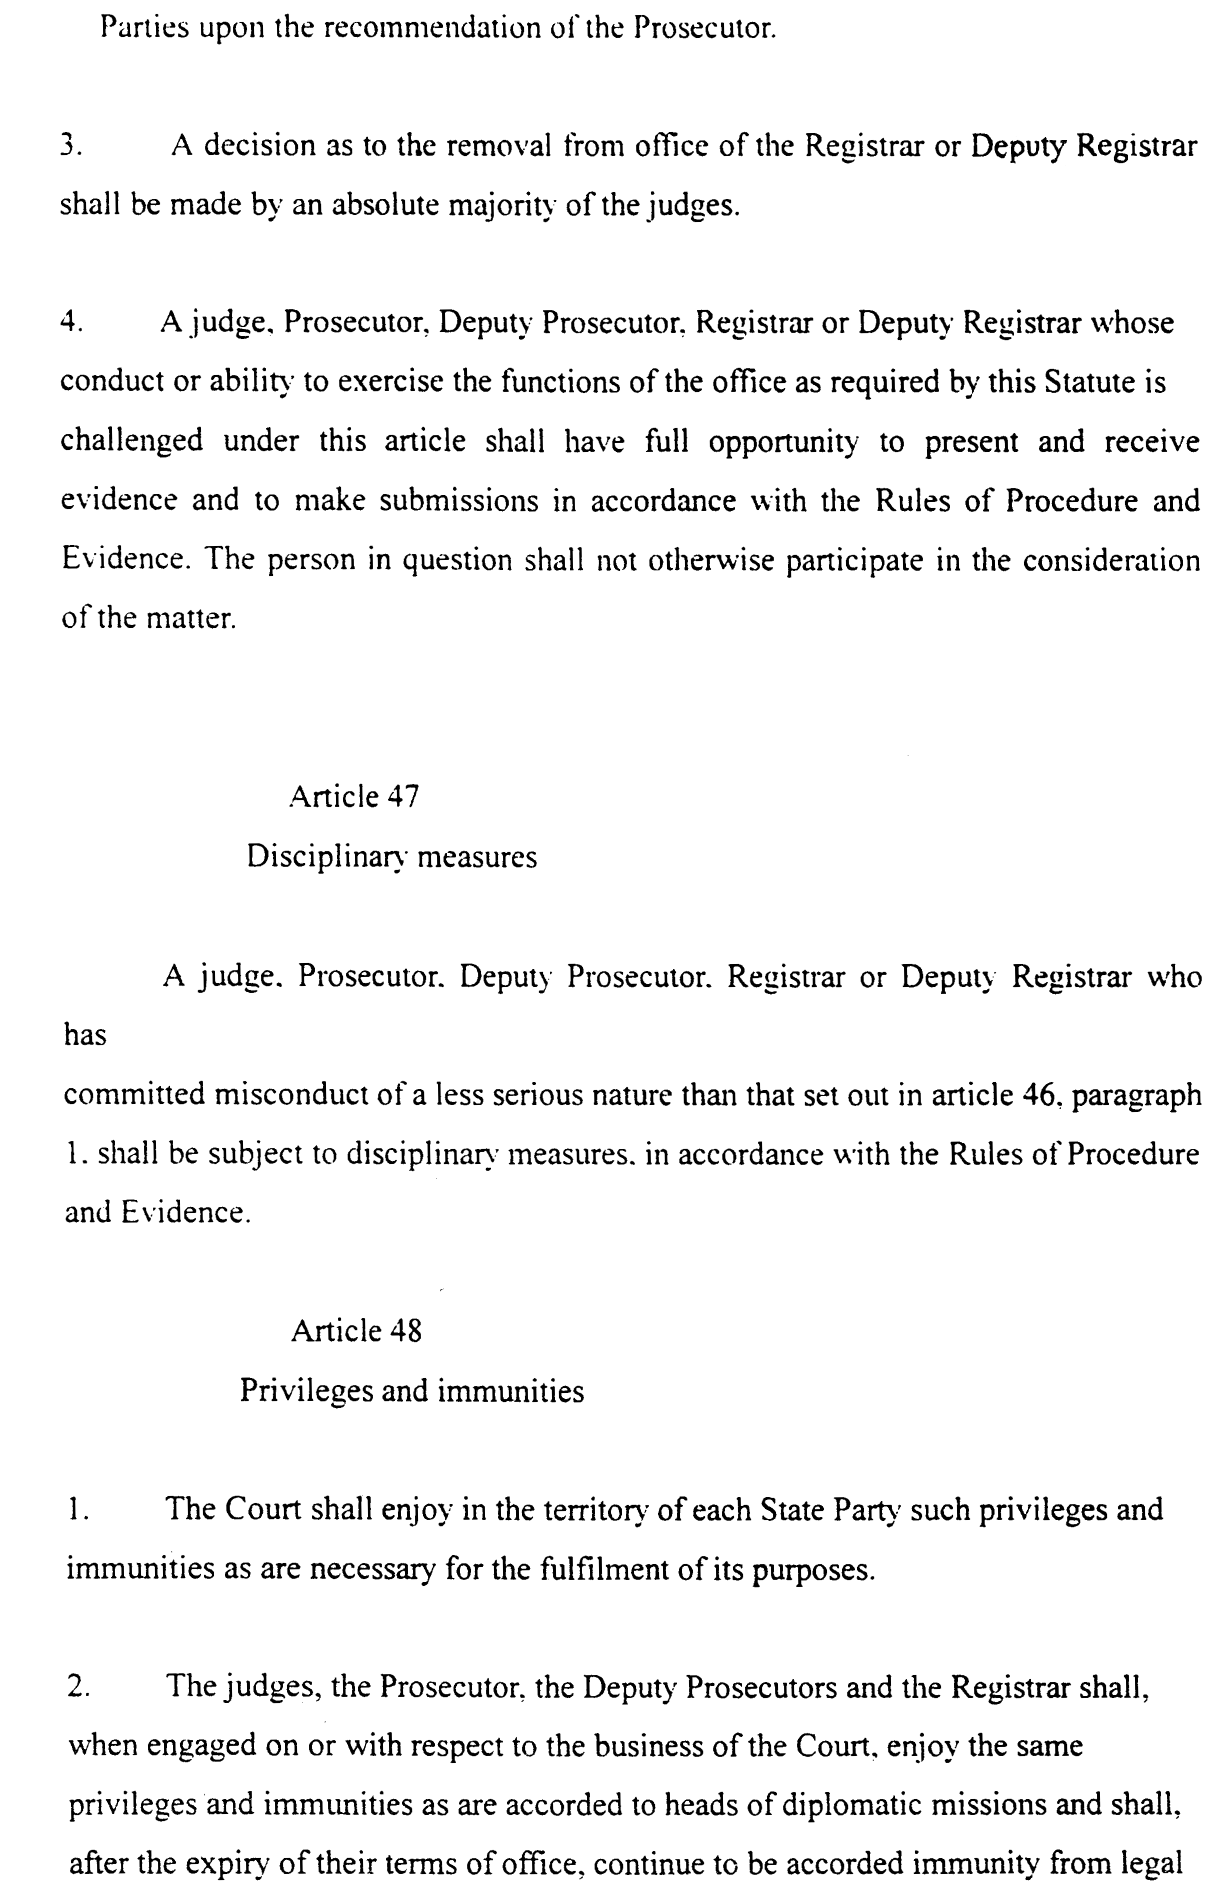 Parties upon the recommendation of the Prosecutor.
3. A decision as to the removal from office of the Registrar or Deputy Registrar
shall be made by an absolute majority of the judges.
4. A judge, Prosecutor, Deputy Prosecutor, Registrar or Deputy Registrar whose
conduct or ability to exercise the functions of the office as required by this Statute is
challenged under this article shall have full opportunity to present and receive
evidence and to make submissions in accordance with the Rules of Procedure and
Evidence. The person in question shall not otherwise participate in the consideration
of the matter.
Article 47
Disciplinary measures
A judge, Prosecutor, Deputy Prosecutor, Registrar or Deputy Registrar who
has
committed misconduct of a less serious nature than that set out in article 46, paragraph
1, shall be subject to disciplinary measures, in accordance with the Rules of Procedure
and Evidence.
Article 48
Privileges and immunities
1. The Court shall enjoy in the territory of each State Party such privileges and
immunities as are necessary for the fulfilment of its purposes.
2. The judges, the Prosecutor, the Deputy Prosecutors and the Registrar shall,
when engaged on or with respect to the business of the Court, enjoy the same
privileges and immunities as are accorded to heads of diplomatic missions and shall,
after the expiry of their terms of office, continue to be accorded immunity from legal